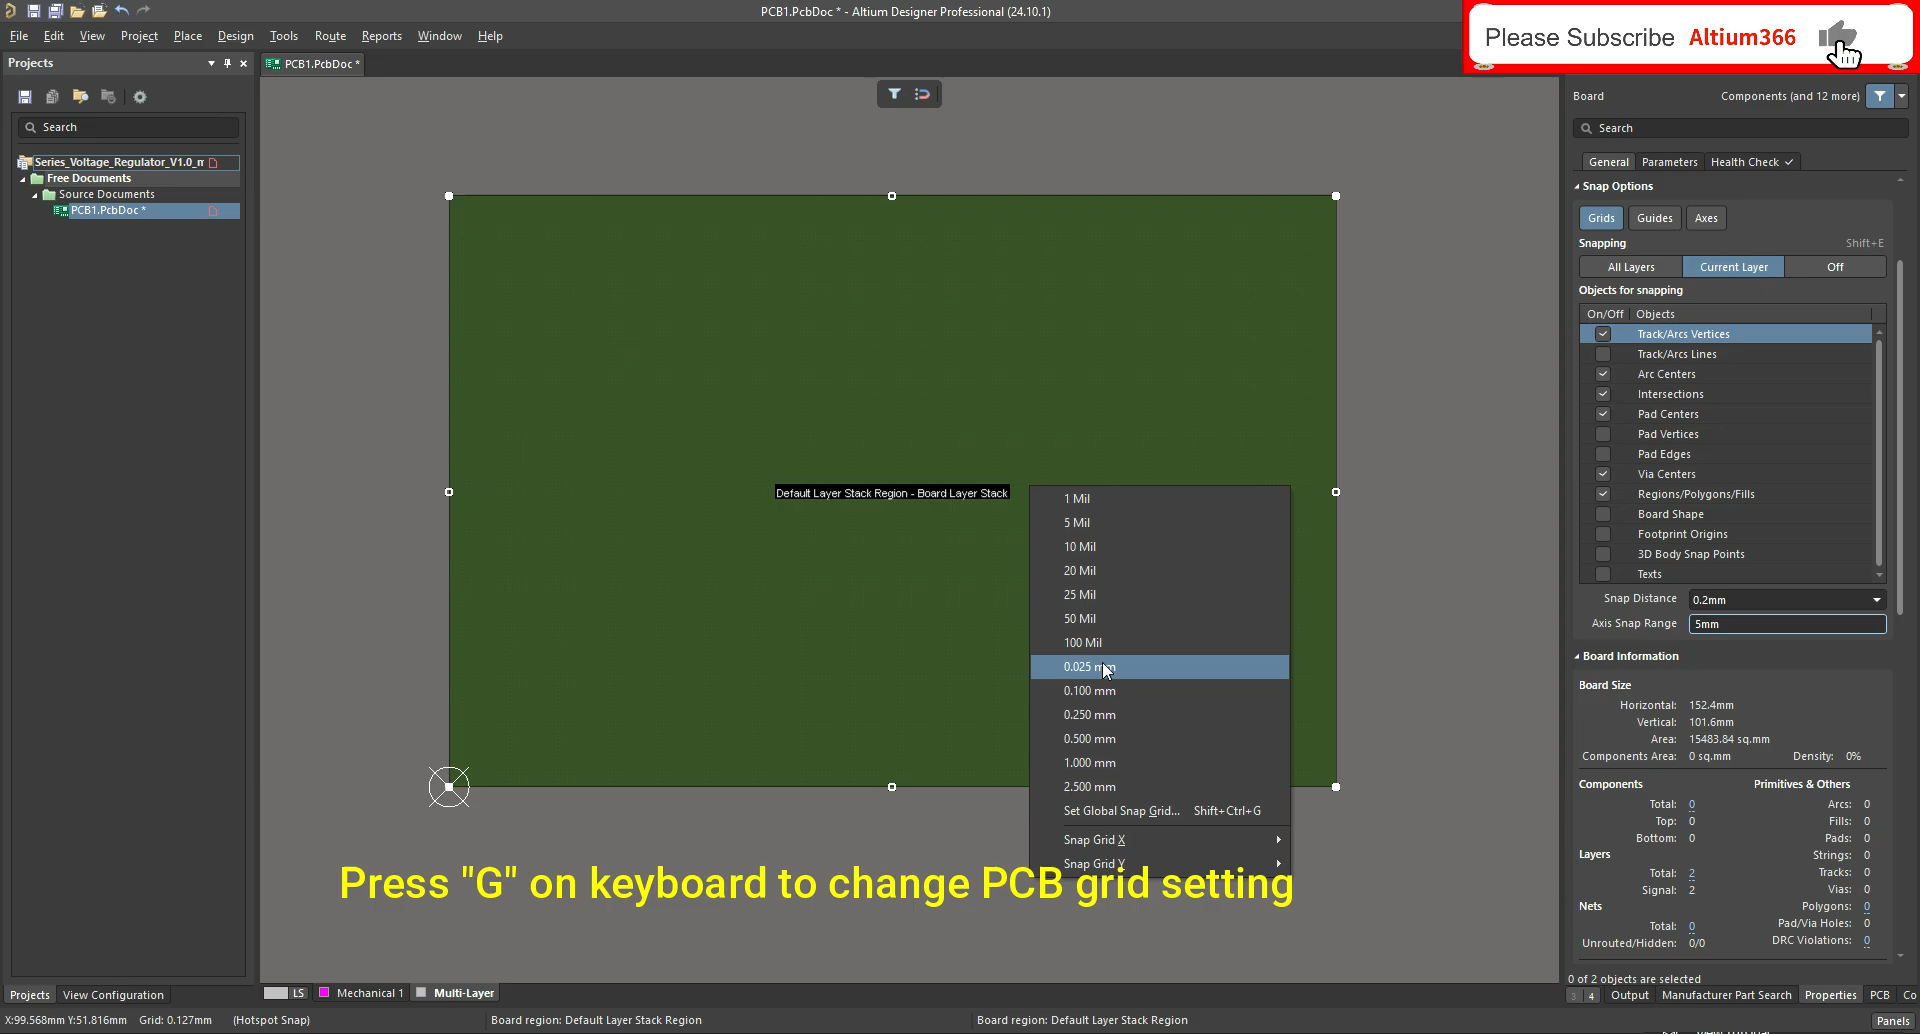 PCB1.PcbDoc * - Altium Designer Professional (24.10.1)
File Edit View Project Place Design Tools Route Reports Window Help
Please Subscribe Altium366
Projects
PCB1.PcbDoc *
Search
Series_Voltage_Regulator_V1.0_
Free Documents
Source Documents
PCB1.PcbDoc *
Default Layer Stack Region - Board Layer Stack
1 Mil
5 Mil
10 Mil
20 Mil
25 Mil
50 Mil
100 Mil
0.025 mm
0.100 mm
0.250 mm
0.500 mm
1.000 mm
2.500 mm
Set Global Snap Grid... Shift+Ctrl+G
Snap Grid X
Snap Grid Y
Press "G" on keyboard to change PCB grid setting
Board Components (and 12 more)
Search
General Parameters Health Check
Snap Options
Grids Guides Axes
Snapping Shift+E
All Layers Current Layer Off
Objects for snapping
On/Off Objects
Track/Arcs Vertices
Track/Arcs Lines
Arc Centers
Intersections
Pad Centers
Pad Vertices
Pad Edges
Via Centers
Regions/Polygons/Fills
Board Shape
Footprint Origins
3D Body Snap Points
Texts
Snap Distance 0.2mm
Axis Snap Range 5mm
Board Information
Board Size
Horizontal: 152.4mm
Vertical: 101.6mm
Area: 15483.84 sq.mm
Components Area: 0 sq.mm Density: 0%
Components Primitives & Others
Total: 0 Arcs: 0
Top: 0 Fills: 0
Bottom: 0 Pads: 0
Layers Strings: 0
Total: 2 Tracks: 0
Signal: 2 Vias: 0
Nets Polygons: 0
Total: 0 Pad/Via Holes: 0
Unrouted/Hidden: 0/0 DRC Violations: 0
0 of 2 objects are selected
Projects View Configuration
LS Mechanical 1 Multi-Layer
3 4 Output Manufacturer Part Search Properties PCB Co
X:99.568mm Y:51.816mm Grid: 0.127mm (Hotspot Snap)
Board region: Default Layer Stack Region
Board region: Default Layer Stack Region
Panels